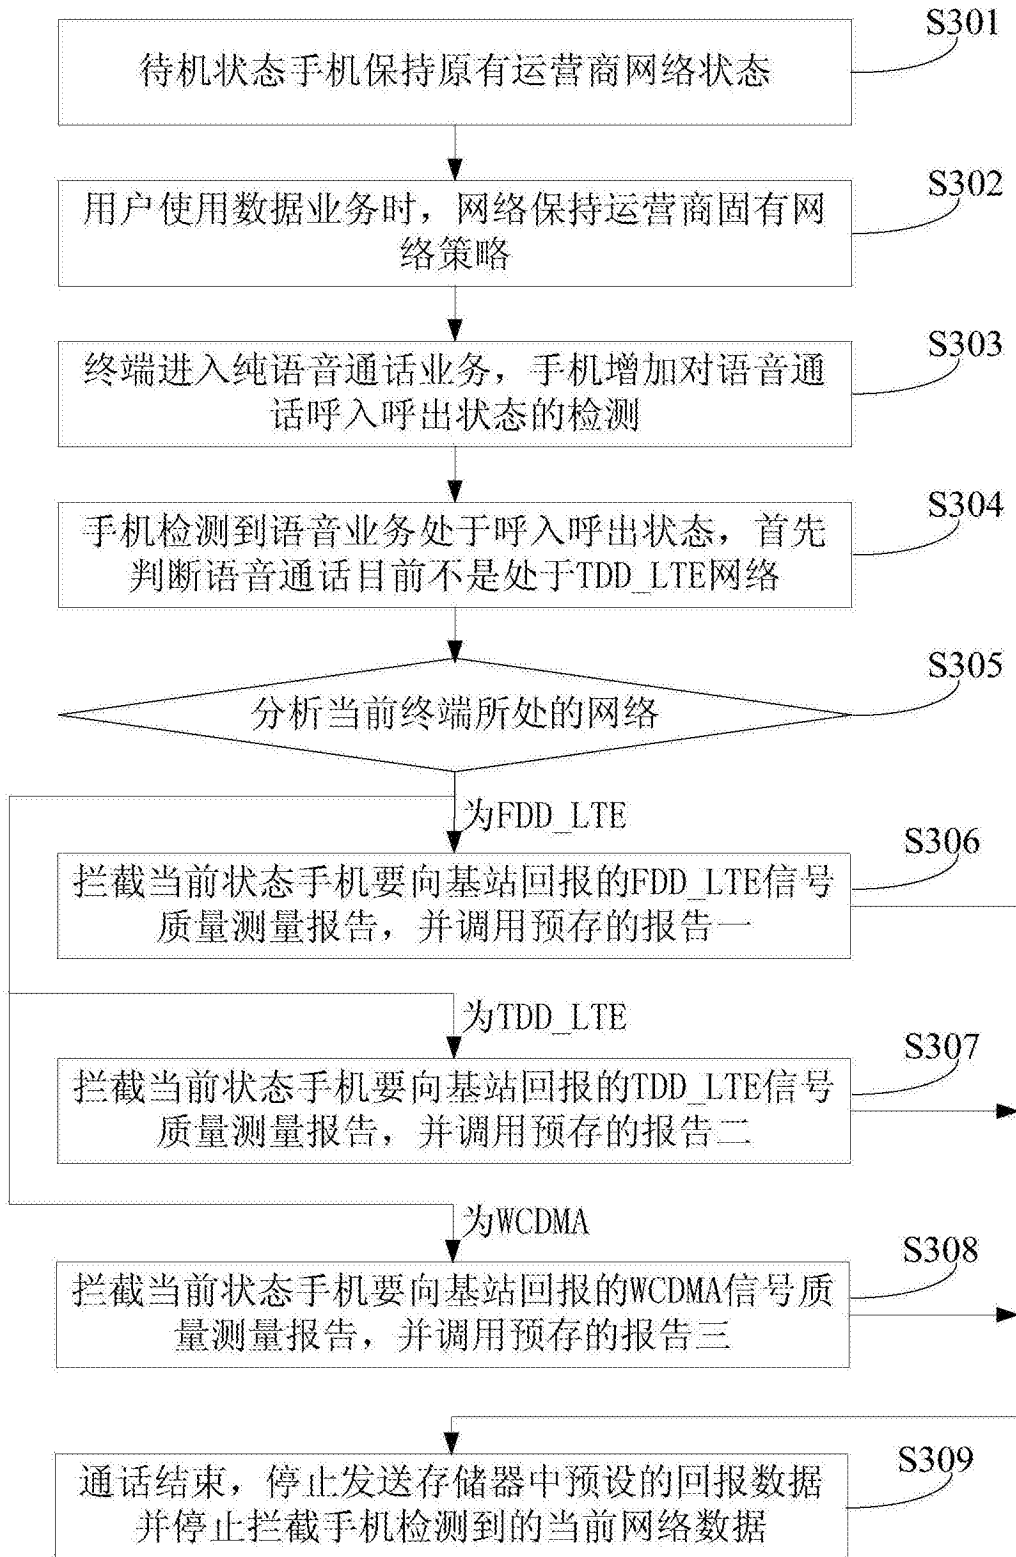 S301
待机状态手机保持原有运营商网络状态
S302
用户使用数据业务时，网络保持运营商固有网
络策略
S303
终端进入纯语音通话业务，手机增加对语音通
话呼入呼出状态的检测
S304
手机检测到语音业务处于呼入呼出状态，首先
判断语音通话目前不是处于TDD_LTE网络
S305
分析当前终端所处的网络
为FDD_LTE
S306
拦截当前状态手机要向基站回报的FDD_LTE信号
质量测量报告，并调用预存的报告一
为TDD_LTE
S307
拦截当前状态手机要向基站回报的TDD_LTE信号
质量测量报告，并调用预存的报告二
为WCDMA
S308
拦截当前状态手机要向基站回报的WCDMA信号质
量测量报告，并调用预存的报告三
S309
通话结束，停止发送存储器中预设的回报数据
并停止拦截手机检测到的当前网络数据